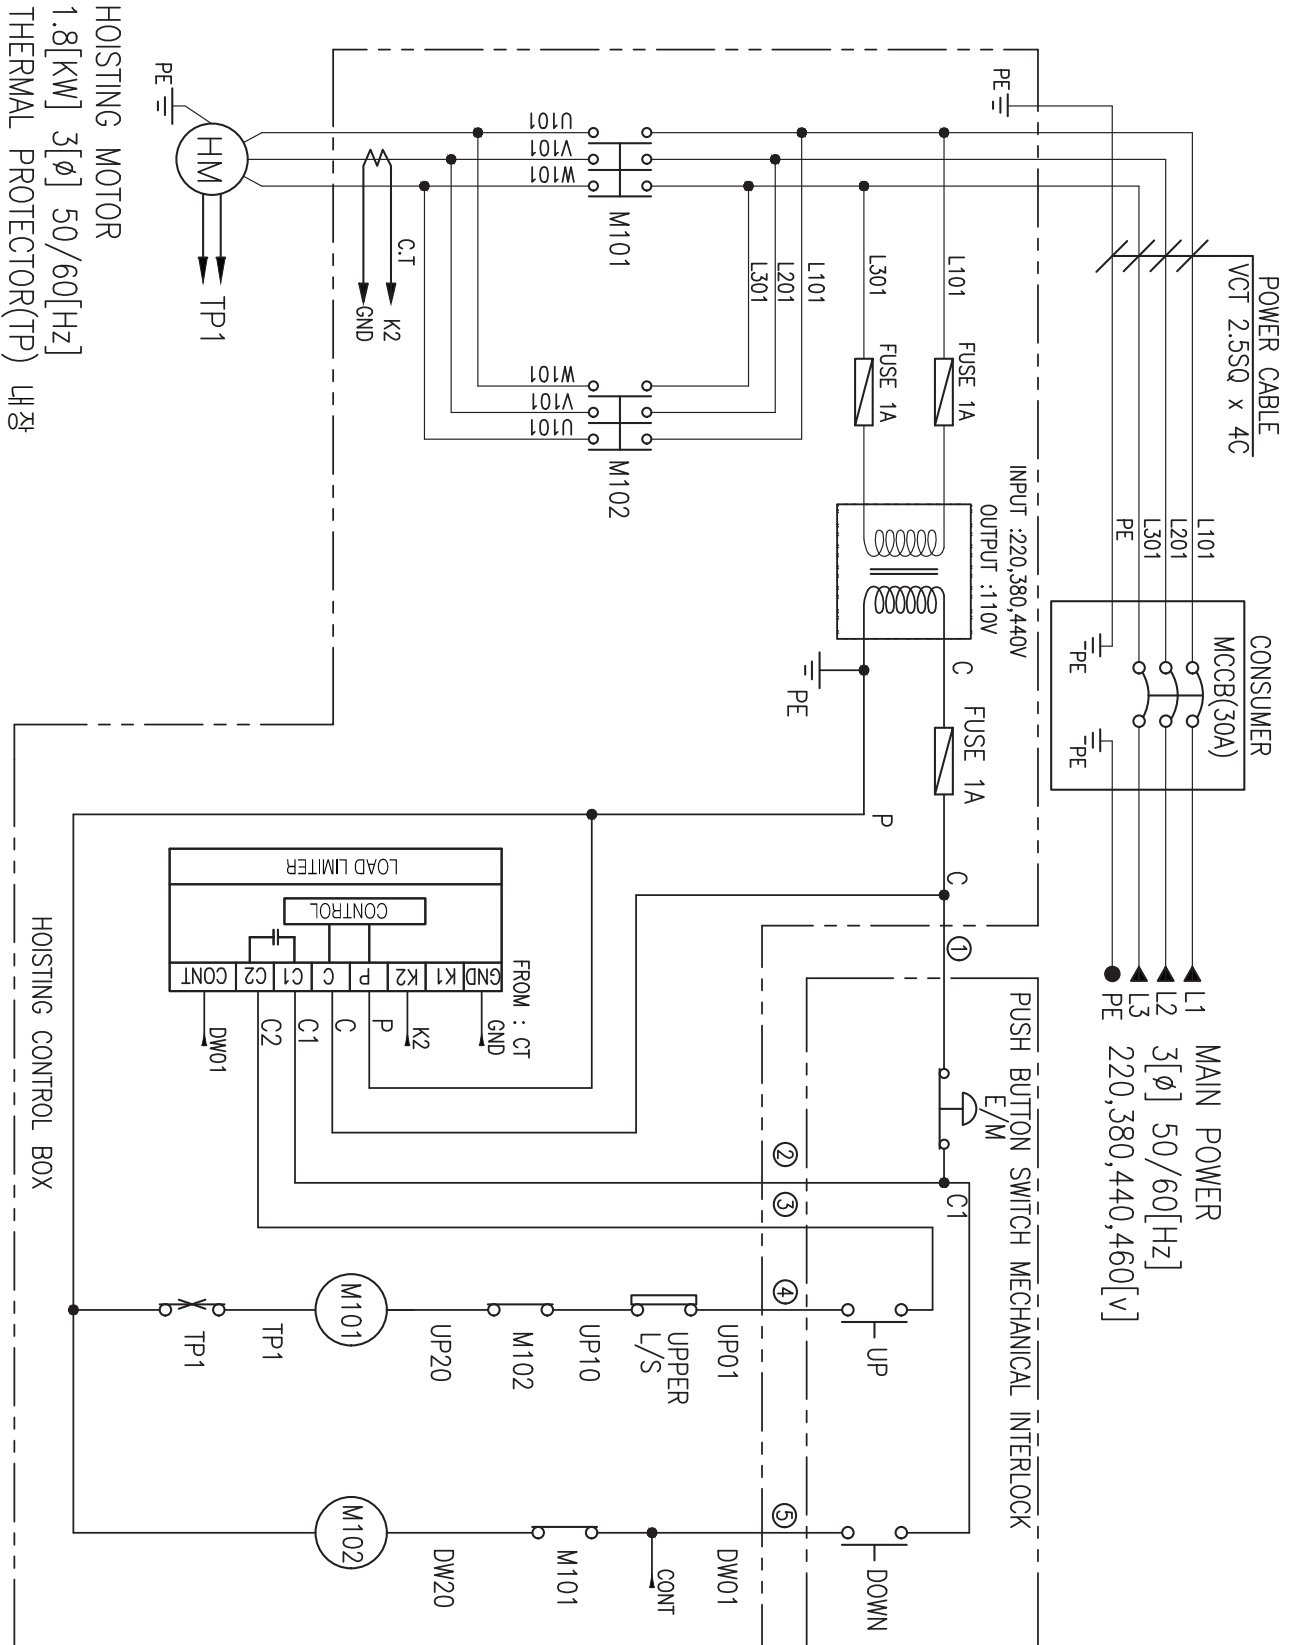 MAIN POWER
3[ø] 50/60[Hz]
220,380,440,460[v]
L1
L2
L3
PE
CONSUMER
MCCB(30A)
PE
PE
POWER CABLE
VCT 2.5SQ x 4C
L101
L201
L301
PE
PE
L101
L301
FUSE 1A
FUSE 1A
INPUT :220,380,440V
OUTPUT :110V
L101
L201
L301
U101
V101
W101
M101
W101
V101
U101
M102
C.T
K2
GND
PE
HM
TP1
HOISTING MOTOR
1.8[KW] 3[ø] 50/60[Hz]
THERMAL PROTECTOR(TP) 내장
C
FUSE 1A
PE
P
C
①
PUSH BUTTON SWITCH MECHANICAL INTERLOCK
E/M
C1
LOAD LIMITER
CONTROL
CONT
C2
C1
C
P
K2
K1
GND
FROM : CT
GND
K2
P
C
C1
C2
DW01
HOISTING CONTROL BOX
②
③
④
UP
UP01
UPPER
L/S
UP10
M102
UP20
M101
TP1
TP1
⑤
DOWN
DW01
CONT
M101
DW20
M102